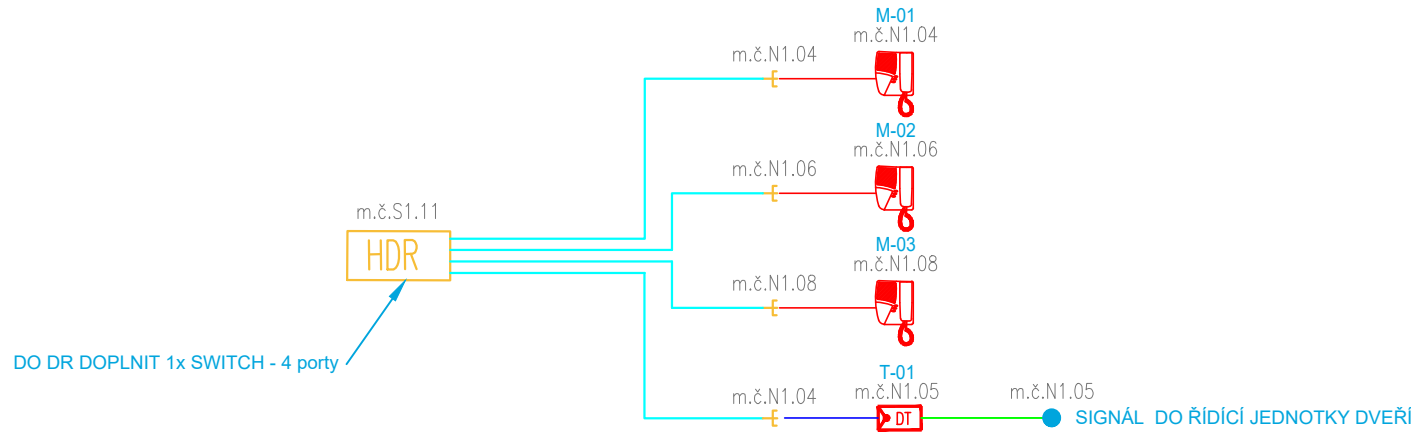 M-01
m.č.N1.04
m.č.N1.04
M-02
m.č.N1.06
m.č.N1.06
m.č.S1.11
HDR
M-03
m.č.N1.08
m.č.N1.08
DO DR DOPLNIT 1x SWITCH - 4 porty
T-01
m.č.N1.04
m.č.N1.05
m.č.N1.05
DT
SIGNÁL DO ŘÍDÍCÍ JEDNOTKY DVEŘÍ